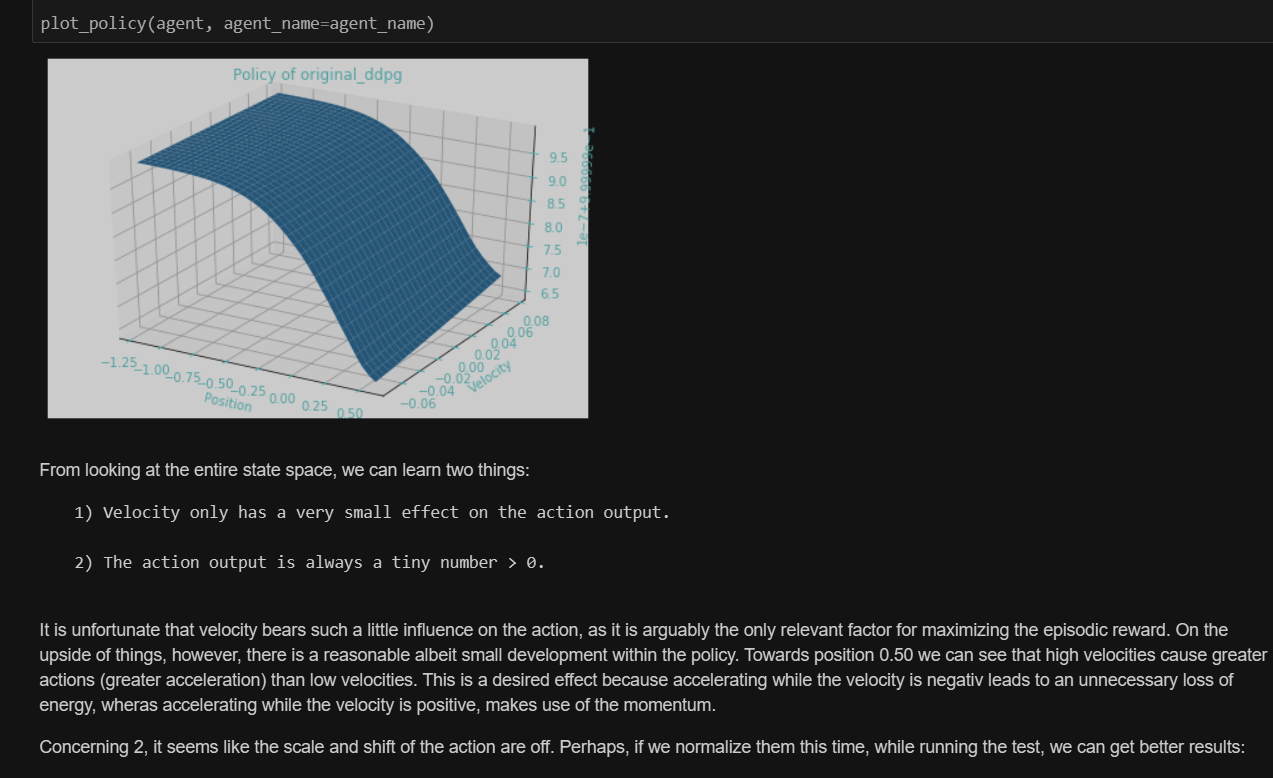 plot_policy(agent, agent_name=agent_name)
Policy of original_ddpg
1e−7+9.99999e−1
9.5
9.0
8.5
8.0
7.5
7.0
6.5
0.08
0.06
0.04
0.02
0.00
−0.02
−0.04
−0.06
Velocity
−1.25
−1.00
−0.75
−0.50
−0.25
0.00
0.25
0.50
Position
From looking at the entire state space, we can learn two things:
1) Velocity only has a very small effect on the action output.
2) The action output is always a tiny number > 0.
It is unfortunate that velocity bears such a little influence on the action, as it is arguably the only relevant factor for maximizing the episodic reward. On the
upside of things, however, there is a reasonable albeit small development within the policy. Towards position 0.50 we can see that high velocities cause greater
actions (greater acceleration) than low velocities. This is a desired effect because accelerating while the velocity is negativ leads to an unnecessary loss of
energy, wheras accelerating while the velocity is positive, makes use of the momentum.
Concerning 2, it seems like the scale and shift of the action are off. Perhaps, if we normalize them this time, while running the test, we can get better results: